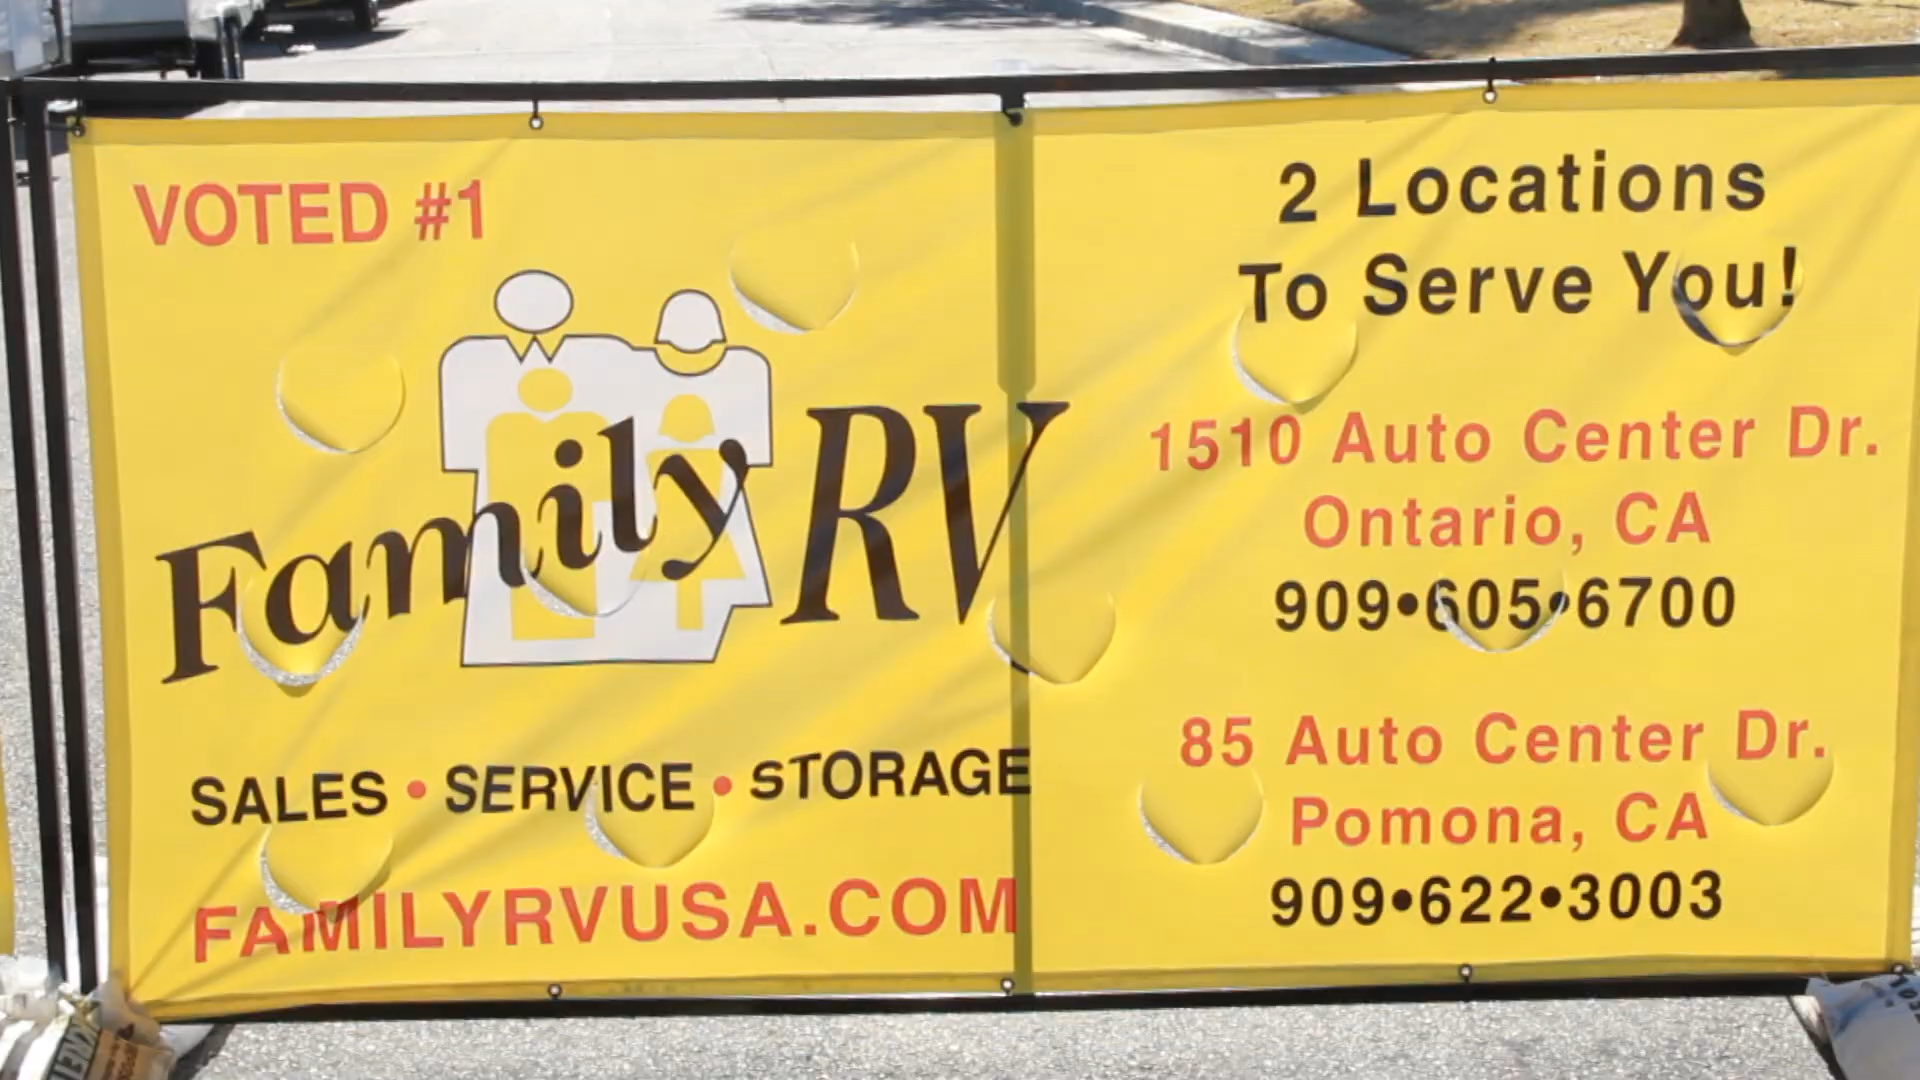 VOTED #1
Family RV
SALES • SERVICE • STORAGE
FAMILYRVUSA.COM
2 Locations
To Serve You!
1510 Auto Center Dr.
Ontario, CA
909•605•6700
85 Auto Center Dr.
Pomona, CA
909•622•3003